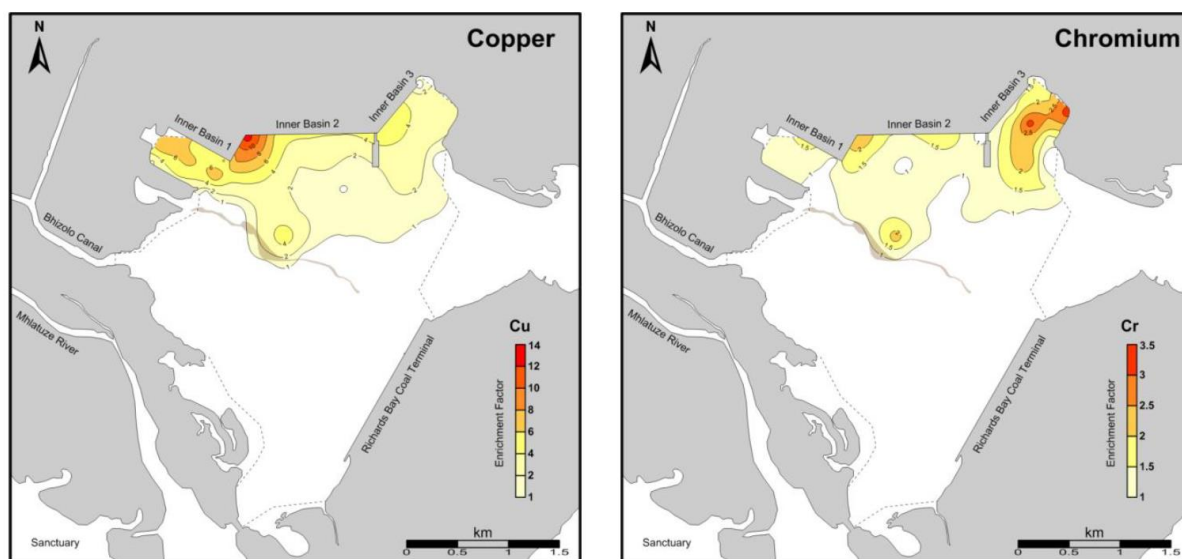 N
Copper
Inner Basin 3
Inner Basin 2
Inner Basin 1
Bhizolo Canal
Mhlatuze River
Richards Bay Coal Terminal
Cu
Enrichment Factor
14
12
10
8
6
4
2
1
Sanctuary
km
0 0.5 1 1.5
N
Chromium
Inner Basin 3
Inner Basin 2
Inner Basin 1
Bhizolo Canal
Mhlatuze River
Richards Bay Coal Terminal
Cr
Enrichment Factor
3.5
3
2.5
2
1.5
1
Sanctuary
km
0 0.5 1 1.5